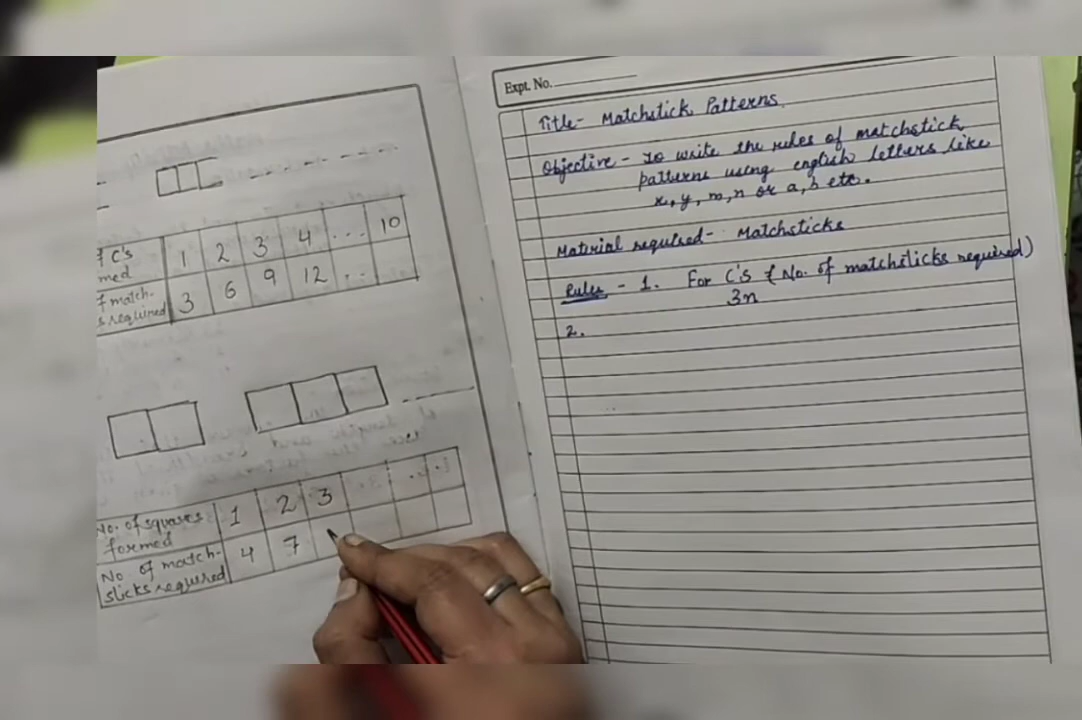 f C's
med
1 2 3 4 ... 10
f match-
s required
3 6 9 12 ..
No. of squares
formed
1 2 3
No. of match-
sticks required
4 7
Expt. No.
Title- Matchstick Patterns
Objective - To write the rules of matchstick
patterns using english letters like
x, y, m, n or a, b etc.
Material required- Matchsticks
Rules - 1. For C's { No. of matchsticks required)
3n
2.